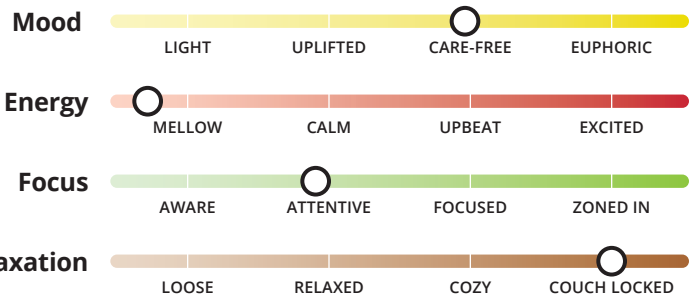 Mood
LIGHT UPLIFTED CARE-FREE EUPHORIC
Energy
MELLOW CALM UPBEAT EXCITED
Focus
AWARE ATTENTIVE FOCUSED ZONED IN
axation
LOOSE RELAXED COZY COUCH LOCKED